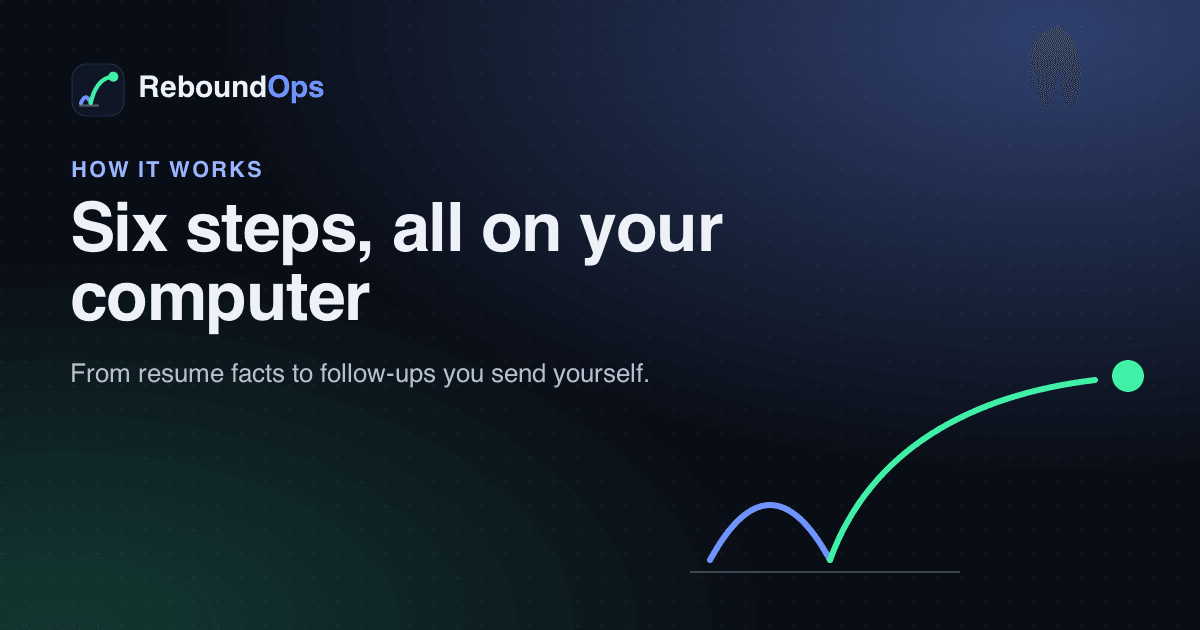 ReboundOps
HOW IT WORKS
Six steps, all on your
computer
From resume facts to follow-ups you send yourself.